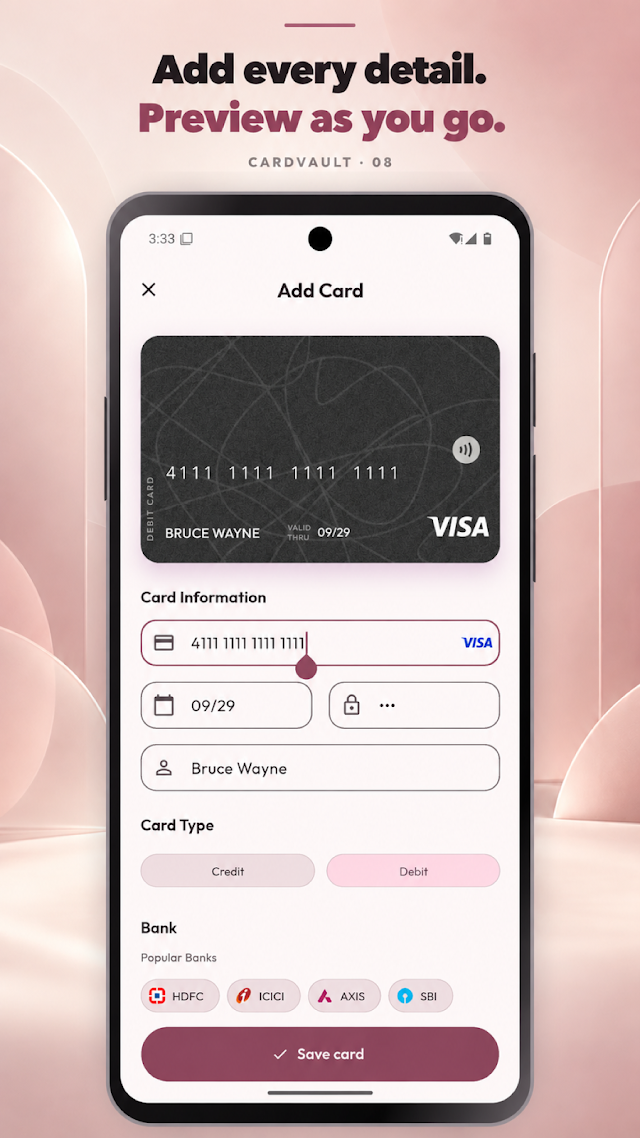 Add every detail.
Preview as you go.
CARDVAULT · 08
3:33
Add Card
4111 1111 1111 1111
DEBIT CARD
BRUCE WAYNE
VALID THRU
09/29
VISA
Card Information
4111 1111 1111 1111
VISA
09/29
•••
Bruce Wayne
Card Type
Credit
Debit
Bank
Popular Banks
HDFC
ICICI
AXIS
SBI
Save card